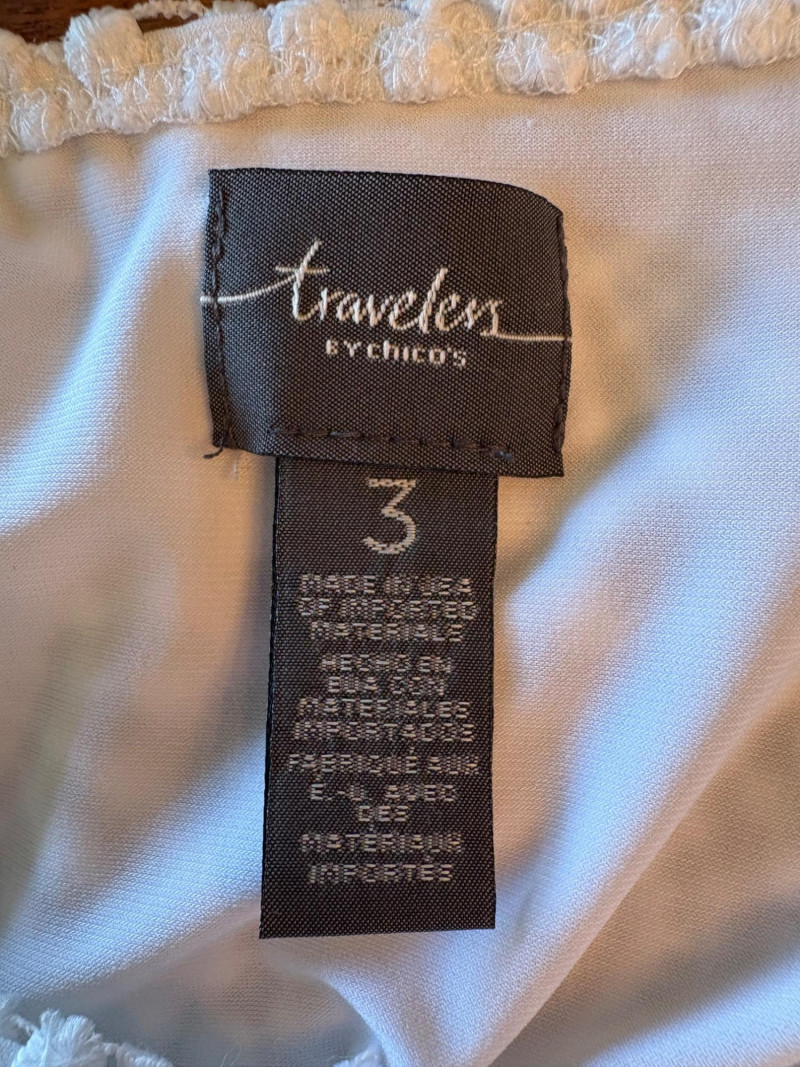 travelers
BY chico's
3
MADE IN USA
OF IMPORTED
MATERIALS
HECHO EN
EUA CON
MATERIALES
IMPORTADOS
FABRIQUÉ AUX
É.-U. AVEC
DES
MATÉRIAUX
IMPORTÉS